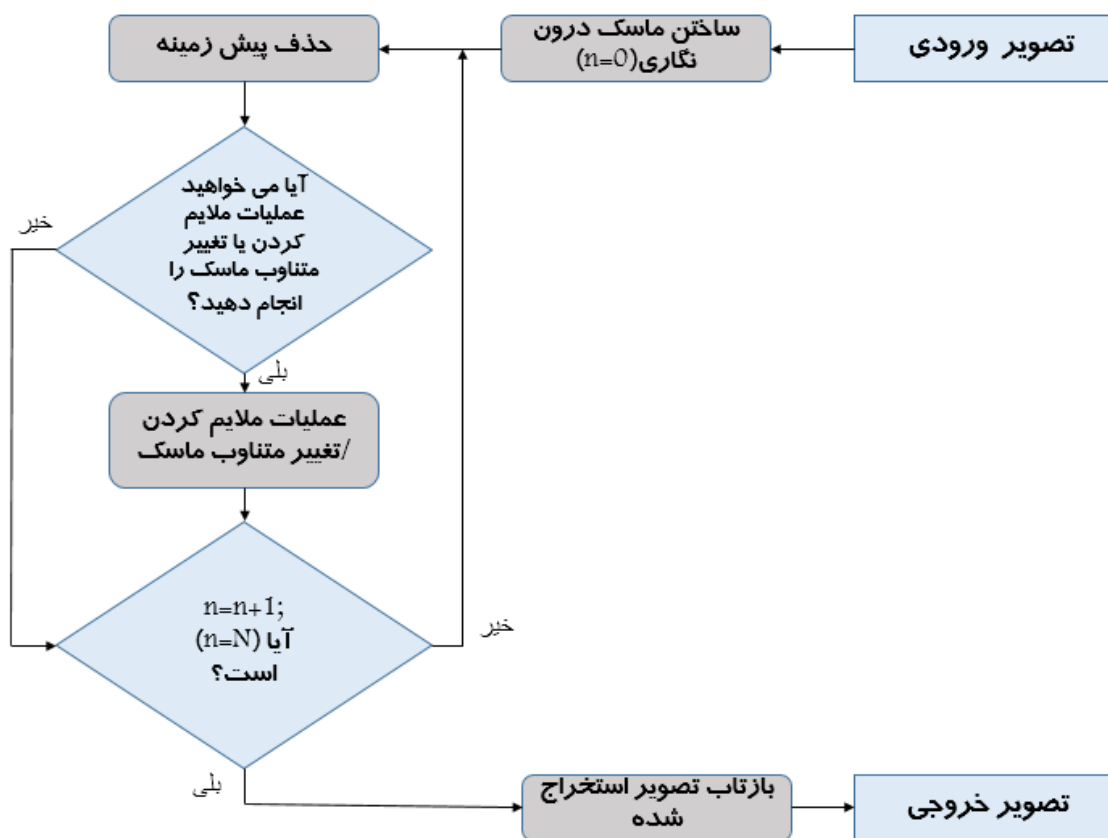 تصویر ورودی
ساختن ماسک درون
نگاری(n=0)
حذف پیش زمینه
آیا می خواهید
عملیات ملایم
کردن یا تغییر
متناوب ماسک را
انجام دهید؟
خیر
بلی
عملیات ملایم کردن
/تغییر متناوب ماسک
n=n+1;
آیا (n=N)
است؟
خیر
بلی
بازتاب تصویر استخراج
شده
تصویر خروجی